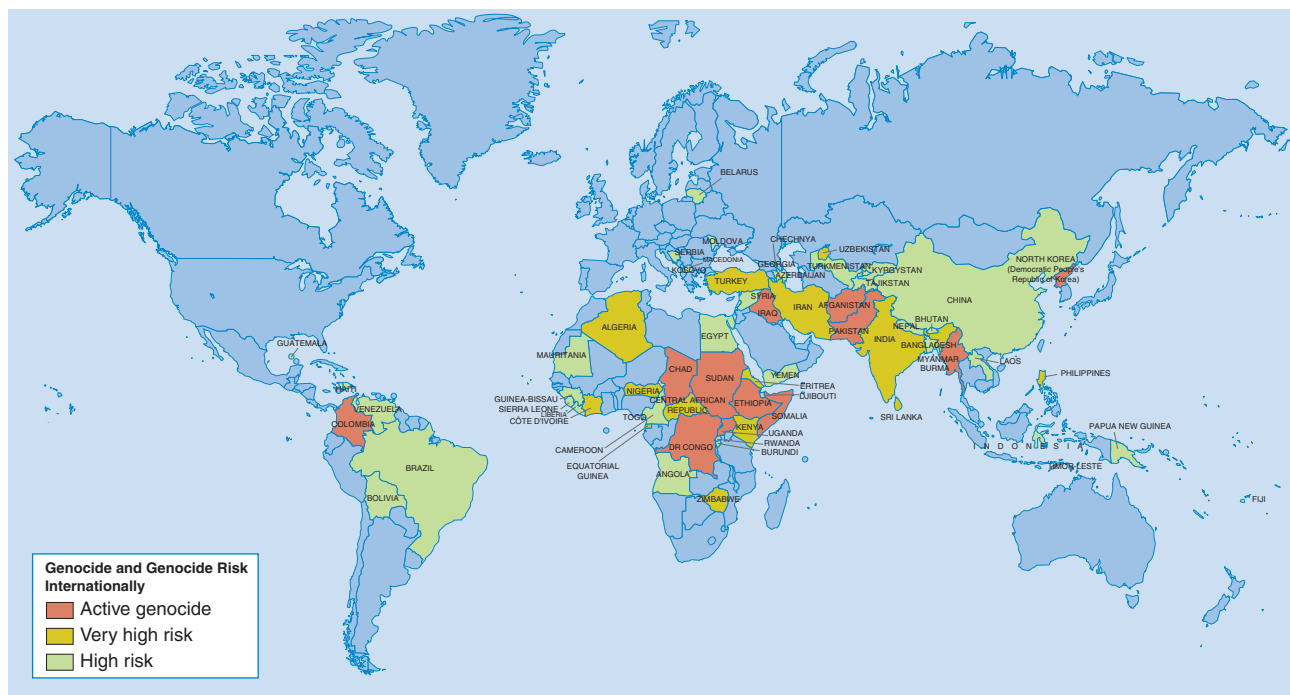 BELARUS
MOLDOVA
CHECHNYA
SERBIA
UZBEKISTAN
MACEDONIA
GEORGIA
TURKMENISTAN
KYRGYSTAN
NORTH KOREA
(Democratic People's
Republic of Korea)
KOSOVO
AZERBAIJAN
TAJIKSTAN
TURKEY
SYRIA
IRAQ
IRAN
AFGANISTAN
CHINA
ALGERIA
EGYPT
PAKISTAN
BHUTAN
NEPAL
INDIA
BANGLADESH
MYANMAR
BURMA
LAOS
GUATEMALA
MAURITANIA
HAITI
CHAD
SUDAN
YEMEN
PHILIPPINES
ERITREA
DJIBOUTI
NIGERIA
GUINEA-BISSAU
SIERRA LEONE
LIBERIA
CÔTE D'IVOIRE
CENTRAL AFRICAN
REPUBLIC
ETHIOPIA
SOMALIA
SRI LANKA
VENEZUELA
COLOMBIA
TOGO
KENYA
UGANDA
RWANDA
BURUNDI
PAPUA NEW GUINEA
INDONESIA
CAMEROON
EQUATORIAL
GUINEA
DR CONGO
BRAZIL
ANGOLA
TIMOR-LESTE
BOLIVIA
ZIMBABWE
FIJI
Genocide and Genocide Risk
Internationally
Active genocide
Very high risk
High risk